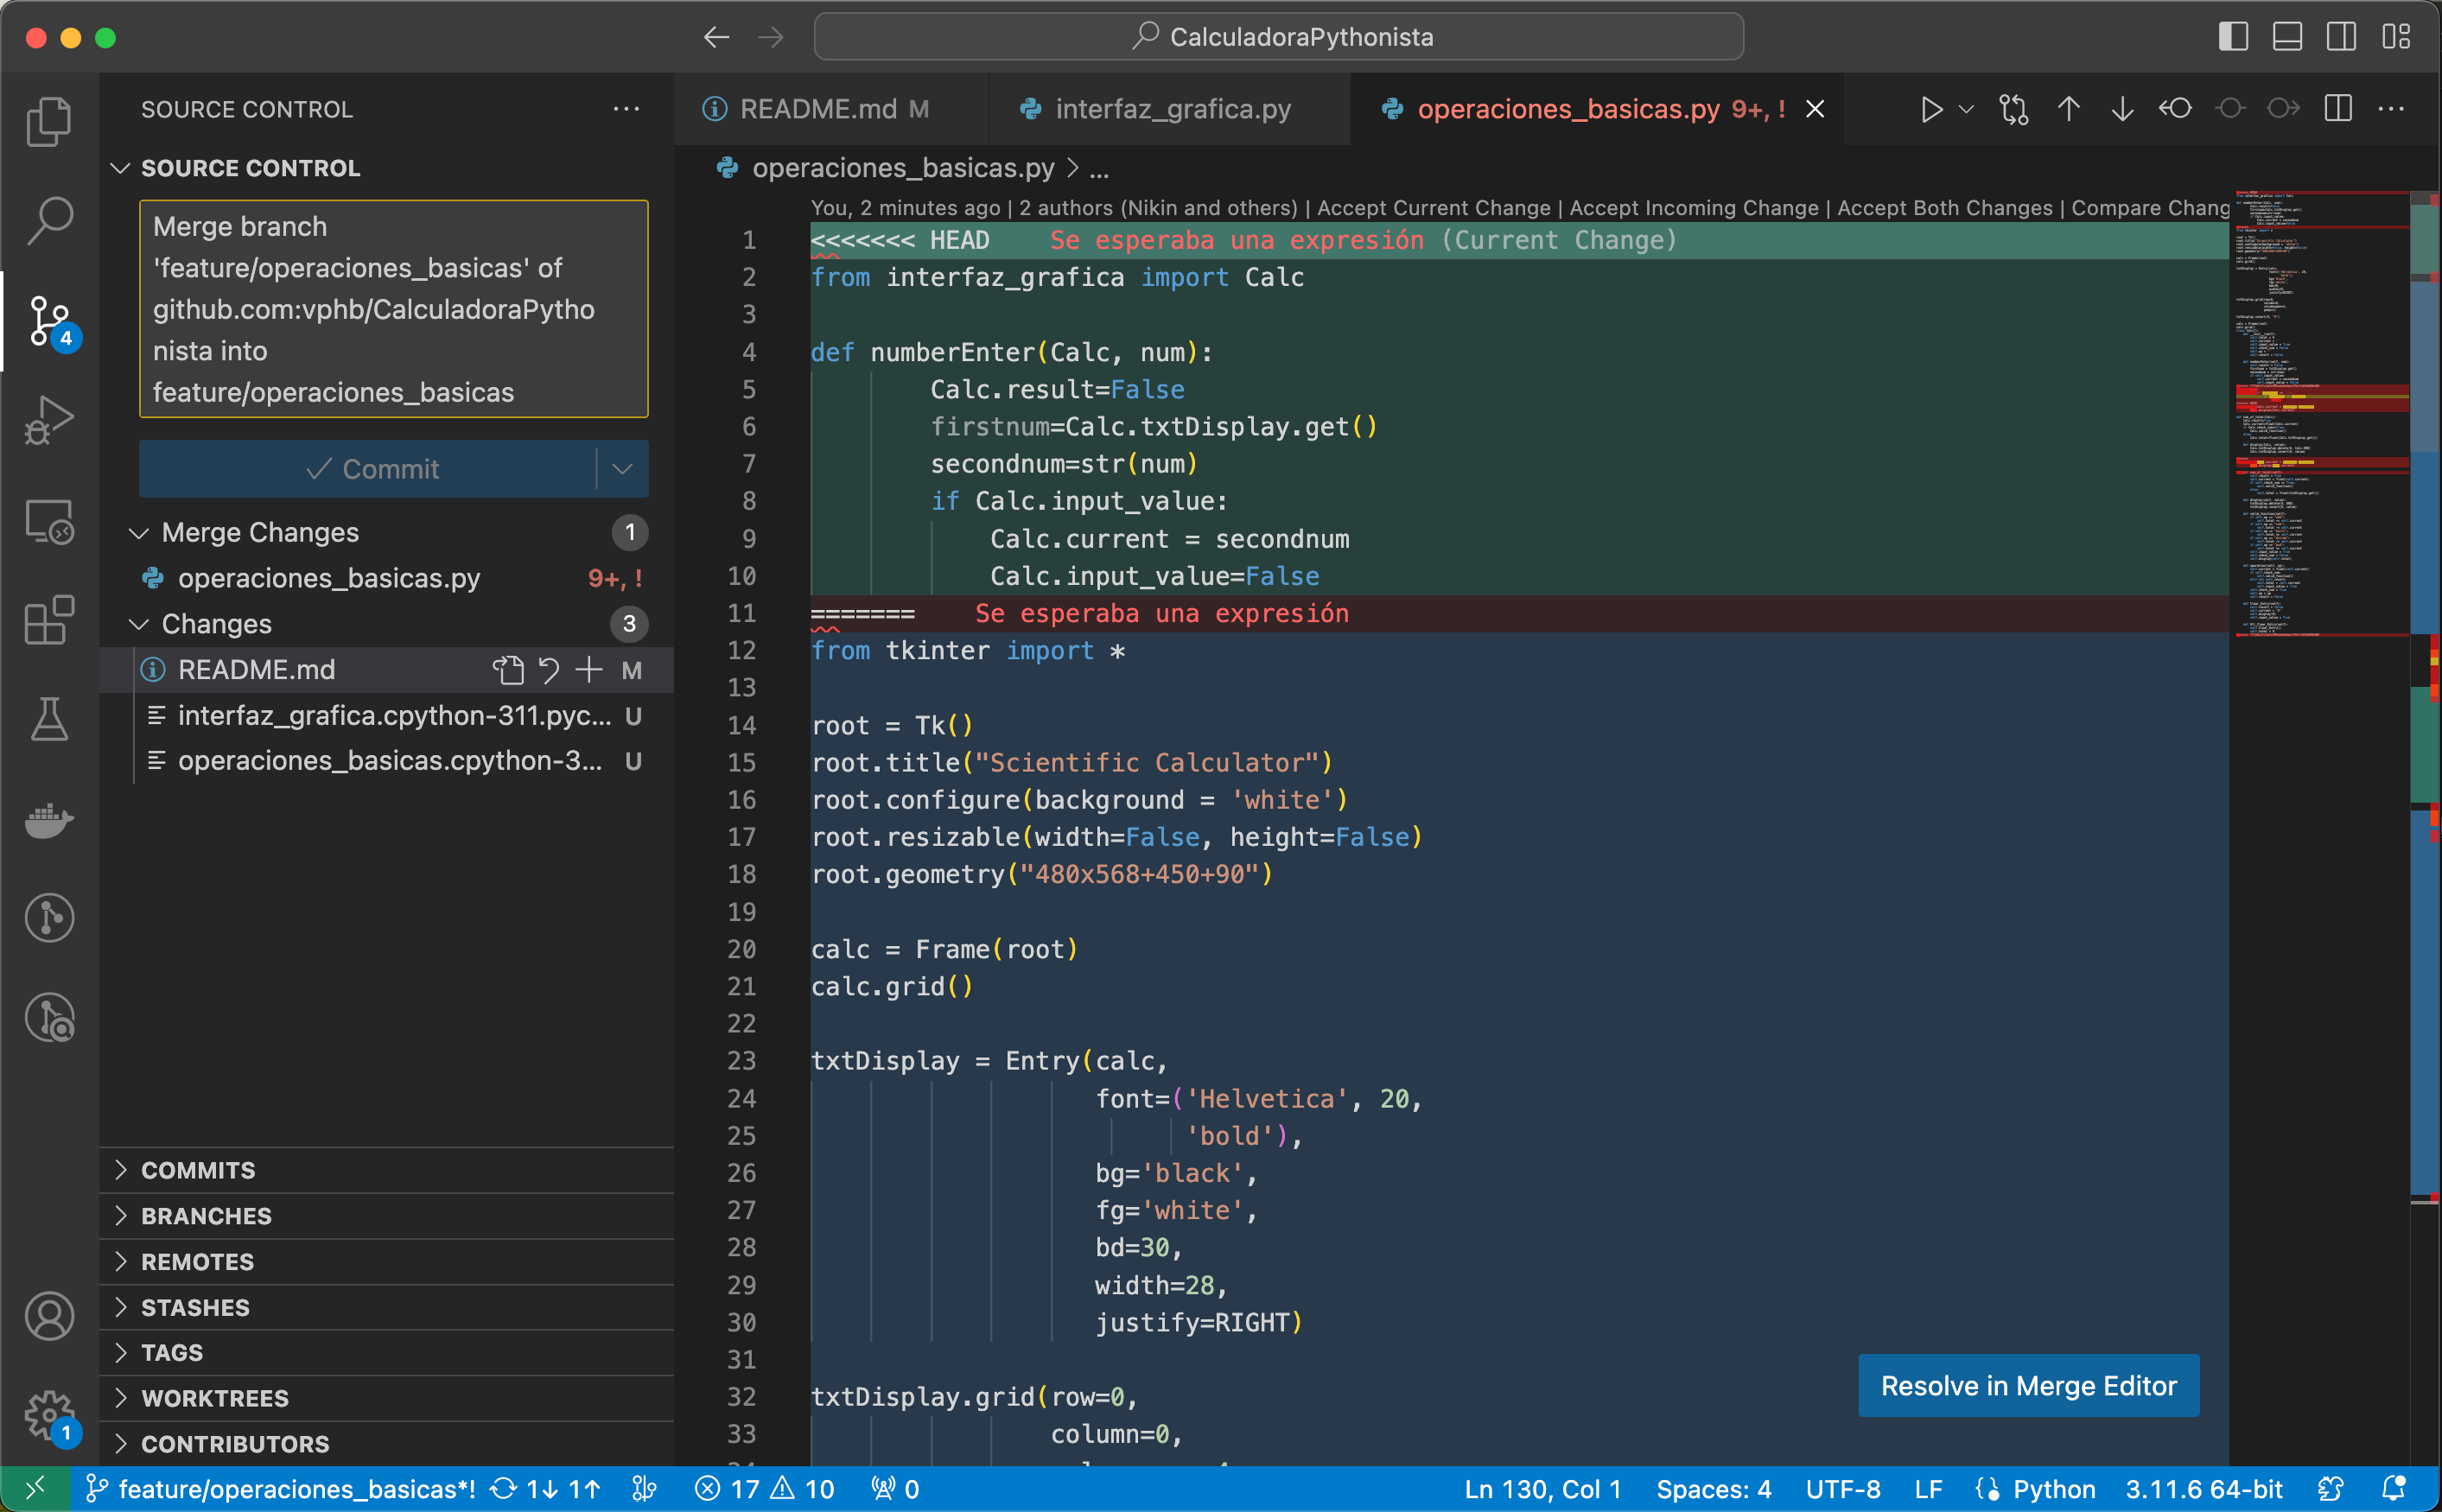 CalculadoraPythonista
SOURCE CONTROL
README.md M
interfaz_grafica.py
operaciones_basicas.py 9+, !
SOURCE CONTROL
Merge branch
'feature/operaciones_basicas' of
github.com:vphb/CalculadoraPytho
nista into
feature/operaciones_basicas
Commit
Merge Changes 1
operaciones_basicas.py 9+, !
Changes 3
README.md M
interfaz_grafica.cpython-311.pyc... U
operaciones_basicas.cpython-3... U
COMMITS
BRANCHES
REMOTES
STASHES
TAGS
WORKTREES
CONTRIBUTORS
4
1
operaciones_basicas.py > ...
You, 2 minutes ago | 2 authors (Nikin and others) | Accept Current Change | Accept Incoming Change | Accept Both Changes | Compare Chang
1 <<<<<<< HEAD Se esperaba una expresión (Current Change)
2 from interfaz_grafica import Calc
3
4 def numberEnter(Calc, num):
5 Calc.result=False
6 firstnum=Calc.txtDisplay.get()
7 secondnum=str(num)
8 if Calc.input_value:
9 Calc.current = secondnum
10 Calc.input_value=False
11 ======= Se esperaba una expresión
12 from tkinter import *
13
14 root = Tk()
15 root.title("Scientific Calculator")
16 root.configure(background = 'white')
17 root.resizable(width=False, height=False)
18 root.geometry("480x568+450+90")
19
20 calc = Frame(root)
21 calc.grid()
22
23 txtDisplay = Entry(calc,
24 font=('Helvetica', 20,
25 'bold'),
26 bg='black',
27 fg='white',
28 bd=30,
29 width=28,
30 justify=RIGHT)
31
32 txtDisplay.grid(row=0,
33 column=0,
Resolve in Merge Editor
feature/operaciones_basicas*! 1↓ 1↑ 17 10 0
Ln 130, Col 1 Spaces: 4 UTF-8 LF Python 3.11.6 64-bit